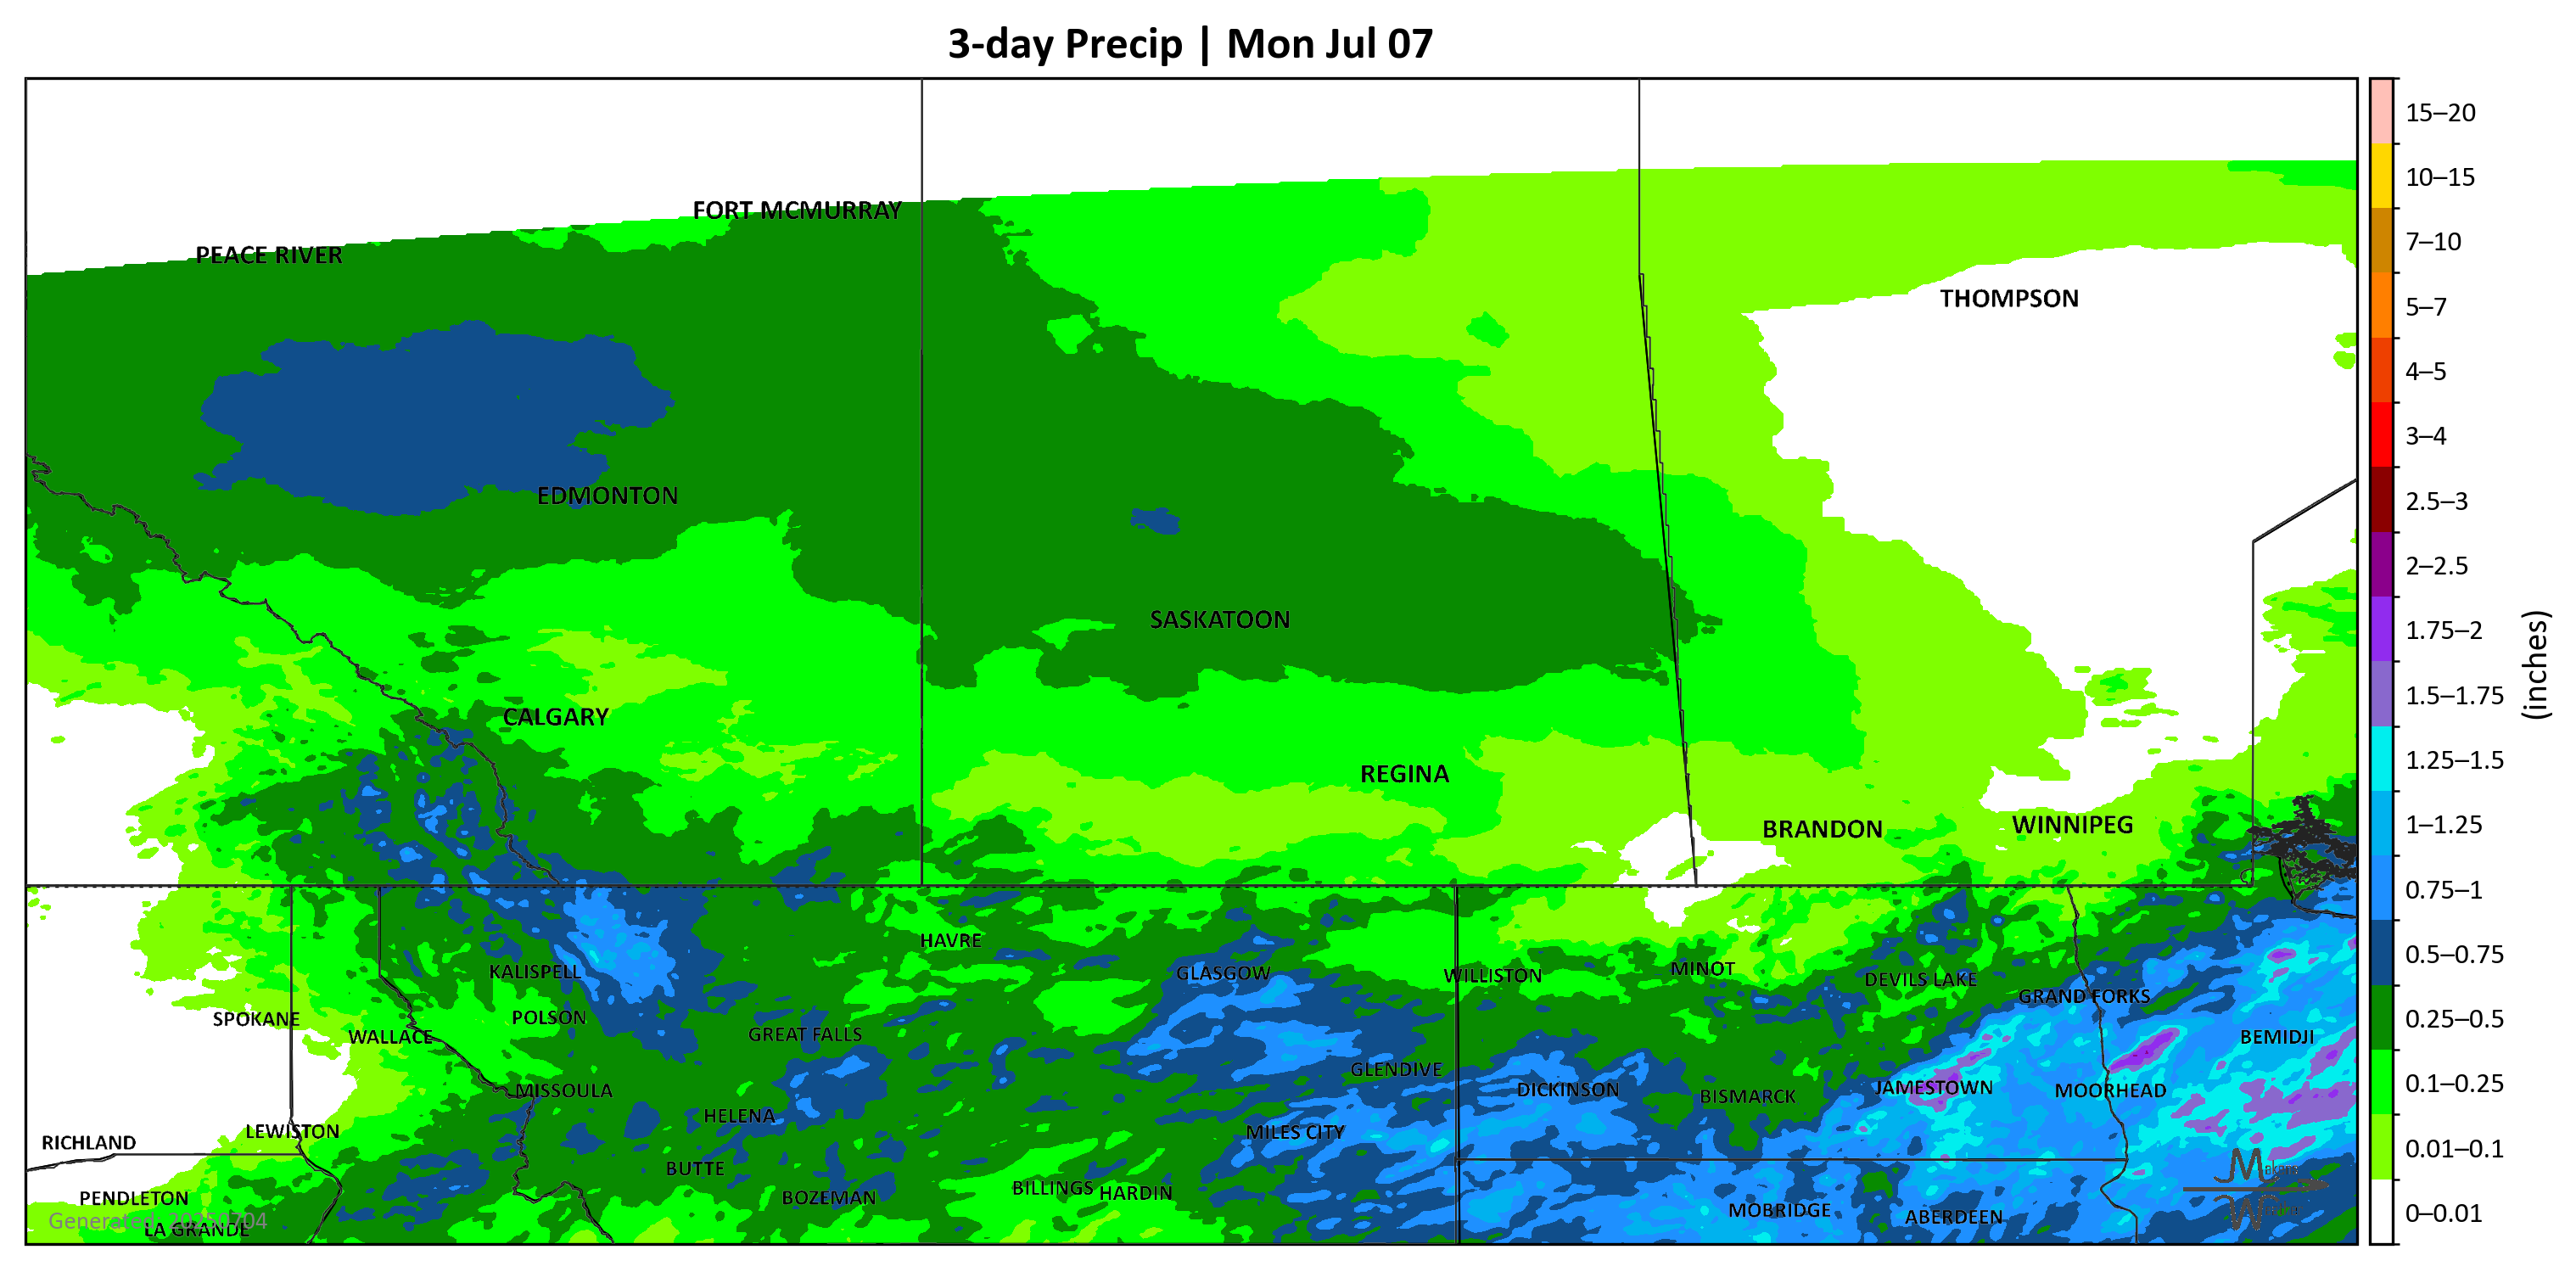 3-day Precip | Mon Jul 07
FORT MCMURRAY
PEACE RIVER
THOMPSON
EDMONTON
SASKATOON
CALGARY
REGINA
BRANDON
WINNIPEG
HAVRE
KALISPELL
GLASGOW
WILLISTON
MINOT
DEVILS LAKE
GRAND FORKS
SPOKANE
WALLACE
POLSON
GREAT FALLS
BEMIDJI
GLENDIVE
MISSOULA
DICKINSON
BISMARCK
JAMESTOWN
MOORHEAD
HELENA
RICHLAND
LEWISTON
MILES CITY
BUTTE
PENDLETON
BOZEMAN
BILLINGS
HARDIN
MOBRIDGE
ABERDEEN
Generated: 20250704
LA GRANDE
15–20
10–15
7–10
5–7
4–5
3–4
2.5–3
2–2.5
1.75–2
1.5–1.75
1.25–1.5
1–1.25
0.75–1
0.5–0.75
0.25–0.5
0.1–0.25
0.01–0.1
0–0.01
(inches)